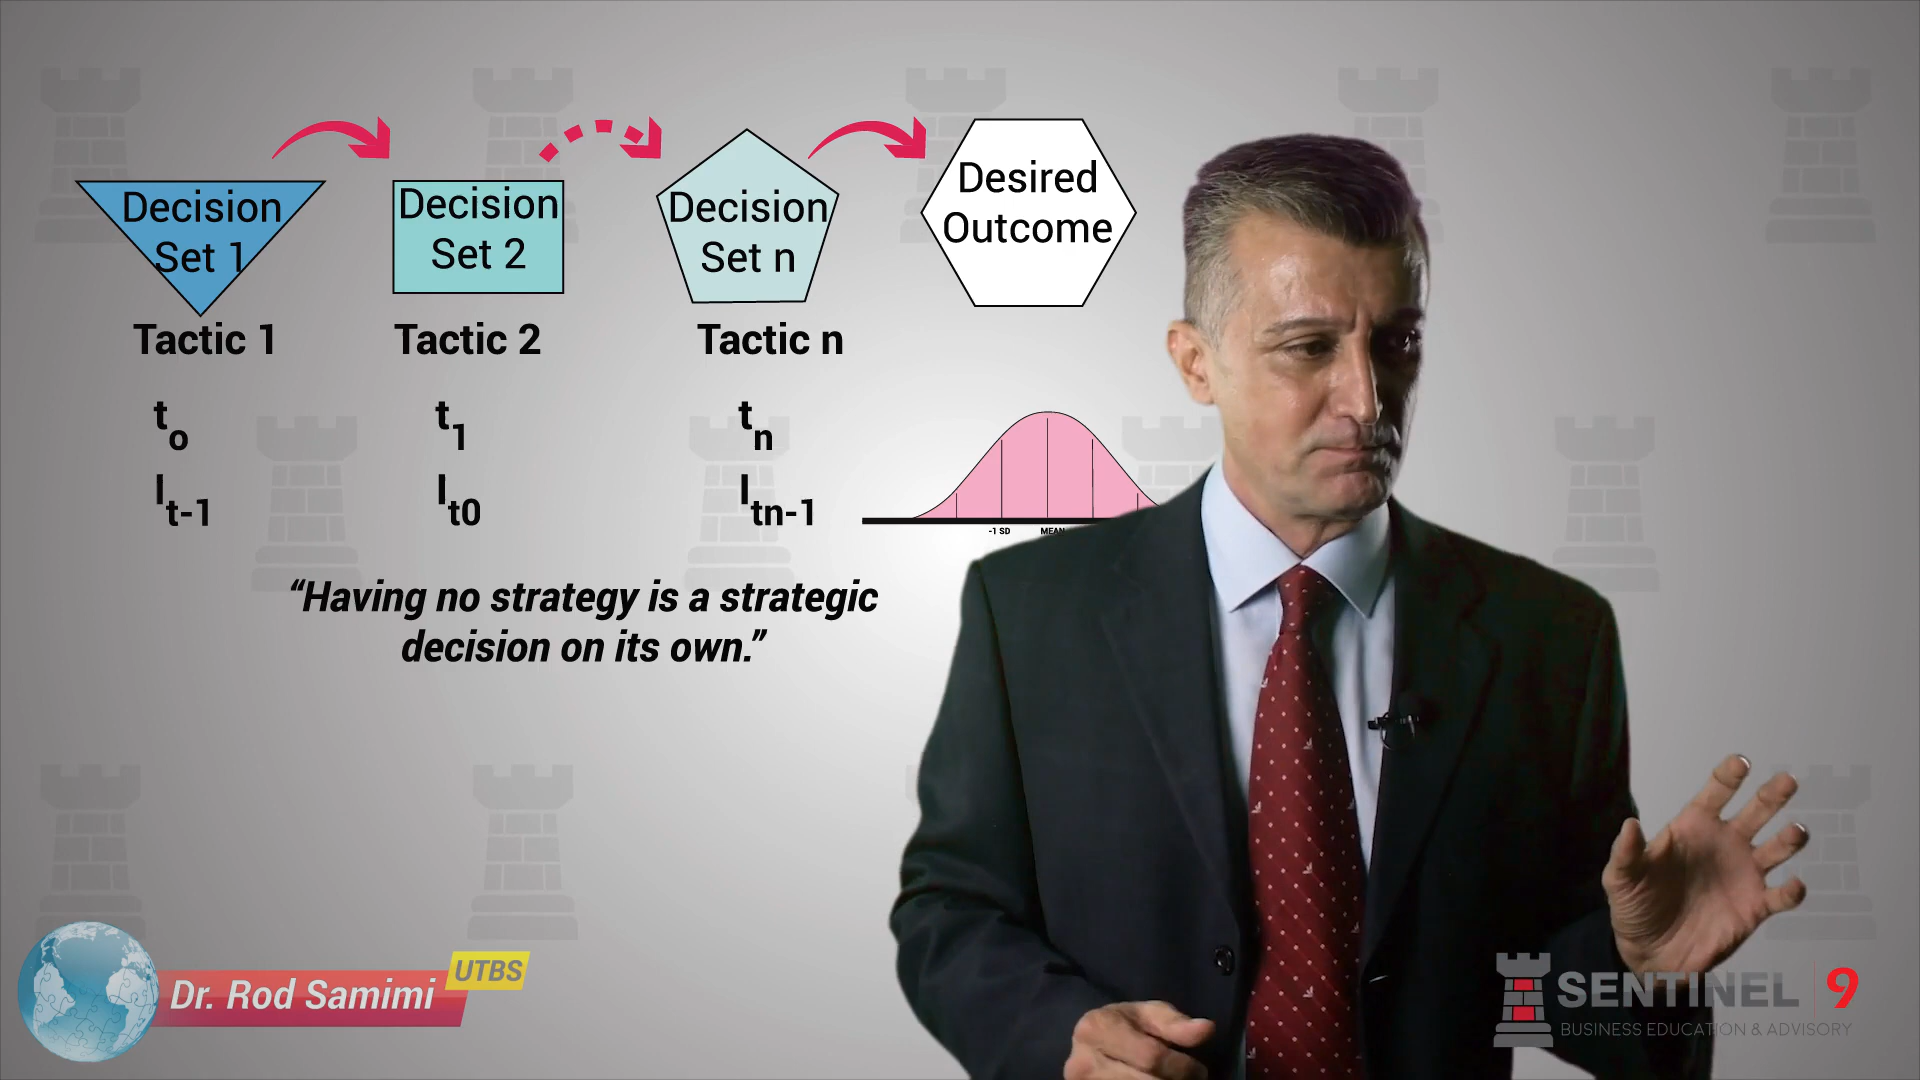 Decision
Set 1
Decision
Set 2
Decision
Set n
Desired
Outcome
Tactic 1
Tactic 2
Tactic n
to
t1
tn
It-1
It0
Itn-1
-1 SD
MEAN
“Having no strategy is a strategic
decision on its own.”
Dr. Rod Samimi
UTBS
SENTINEL 9
BUSINESS EDUCATION & ADVISORY